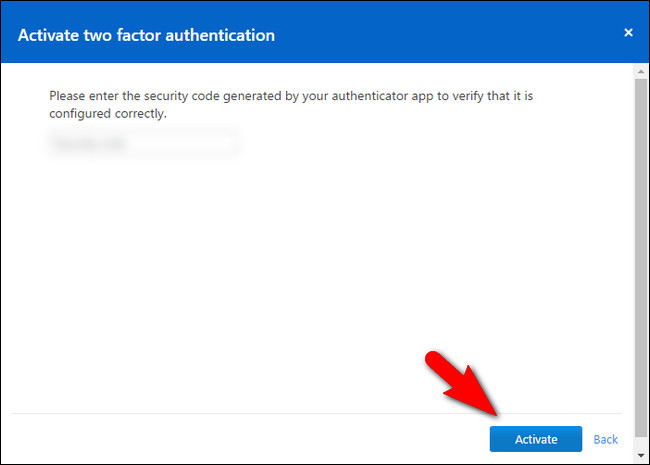 Activate two factor authentication
Please enter the security code generated by your authenticator app to verify that it is
configured correctly.
Activate
Back